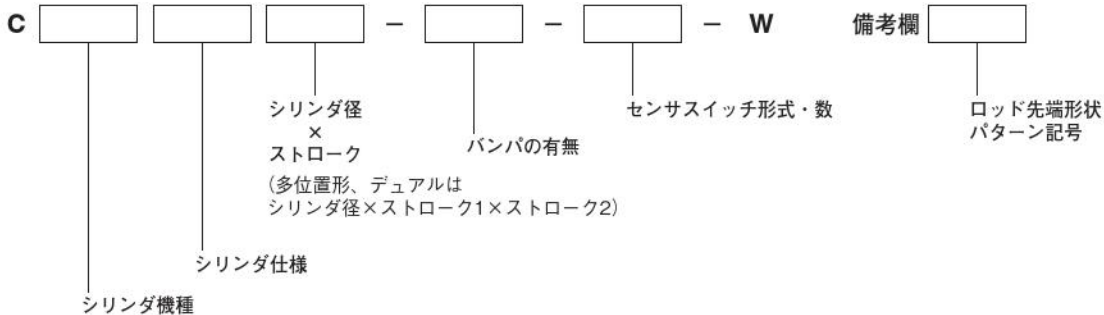 C － － － W 備考欄
シリンダ径
×
ストローク
(多位置形、デュアルは
シリンダ径×ストローク1×ストローク2)
バンパの有無
センサスイッチ形式・数
ロッド先端形状
パターン記号
シリンダ仕様
シリンダ機種